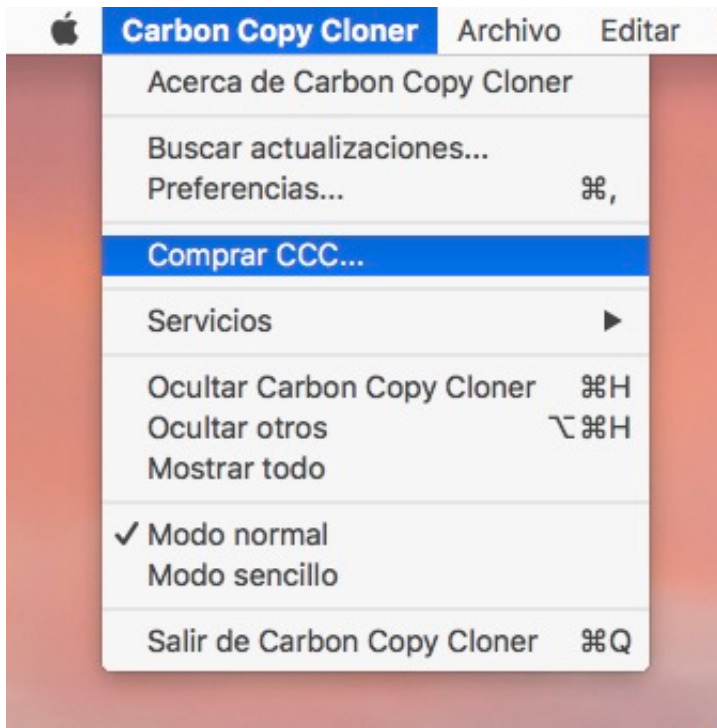 Carbon Copy Cloner Archivo Editar
Acerca de Carbon Copy Cloner
Buscar actualizaciones...
Preferencias... ⌘,
Comprar CCC...
Servicios ▶
Ocultar Carbon Copy Cloner ⌘H
Ocultar otros ⌥⌘H
Mostrar todo
✓ Modo normal
Modo sencillo
Salir de Carbon Copy Cloner ⌘Q